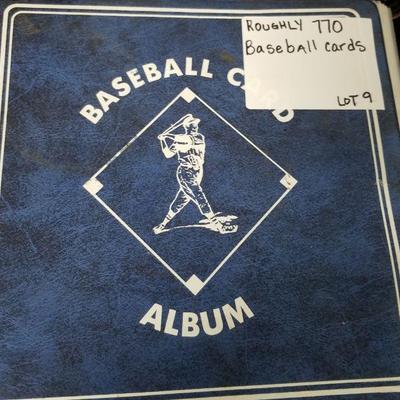 ROUGHLY 770
Baseball cards
LOT 9
BASEBALL CARD
ALBUM